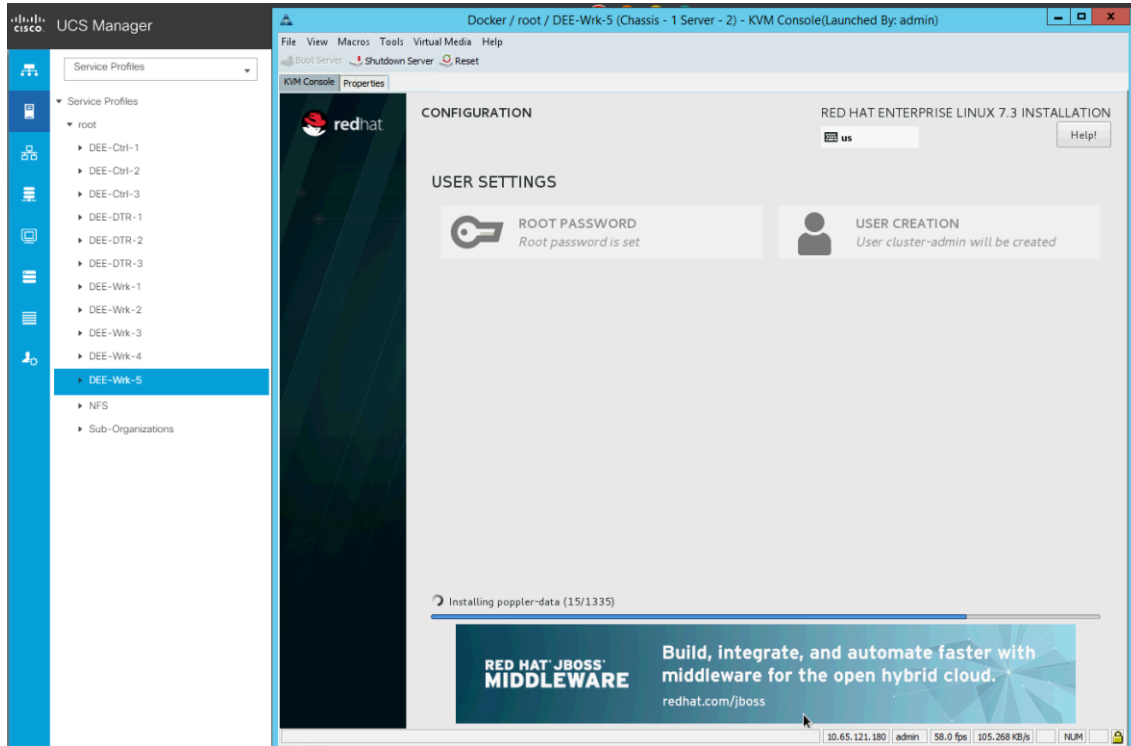 cisco
UCS Manager
Docker / root / DEE-Wrk-5 (Chassis - 1 Server - 2) - KVM Console(Launched By: admin)
File View Macros Tools Virtual Media Help
Boot Server Shutdown Server Reset
KVM Console Properties
Service Profiles
Service Profiles
root
DEE-Ctrl-1
DEE-Ctrl-2
DEE-Ctrl-3
DEE-DTR-1
DEE-DTR-2
DEE-DTR-3
DEE-Wrk-1
DEE-Wrk-2
DEE-Wrk-3
DEE-Wrk-4
DEE-Wrk-5
NFS
Sub-Organizations
redhat
CONFIGURATION
RED HAT ENTERPRISE LINUX 7.3 INSTALLATION
us
Help!
USER SETTINGS
ROOT PASSWORD
Root password is set
USER CREATION
User cluster-admin will be created
Installing poppler-data (15/1335)
RED HAT JBOSS
MIDDLEWARE
Build, integrate, and automate faster with
middleware for the open hybrid cloud.
redhat.com/jboss
10.65.121.180 admin 58.0 fps 105.268 KB/s NUM